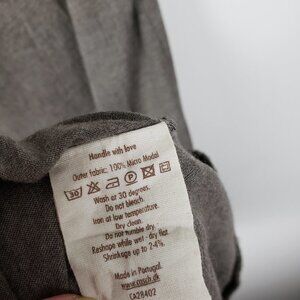 Handle with love
Outer fabric: 100% Micro Modal
30 P
Wash at 30 degrees.
Do not bleach.
Iron at low temperature.
Dry clean.
Do not tumble dry.
Reshape while wet - dry flat
Shrinkage up to 2-4%.
Made in Portugal
CA28402